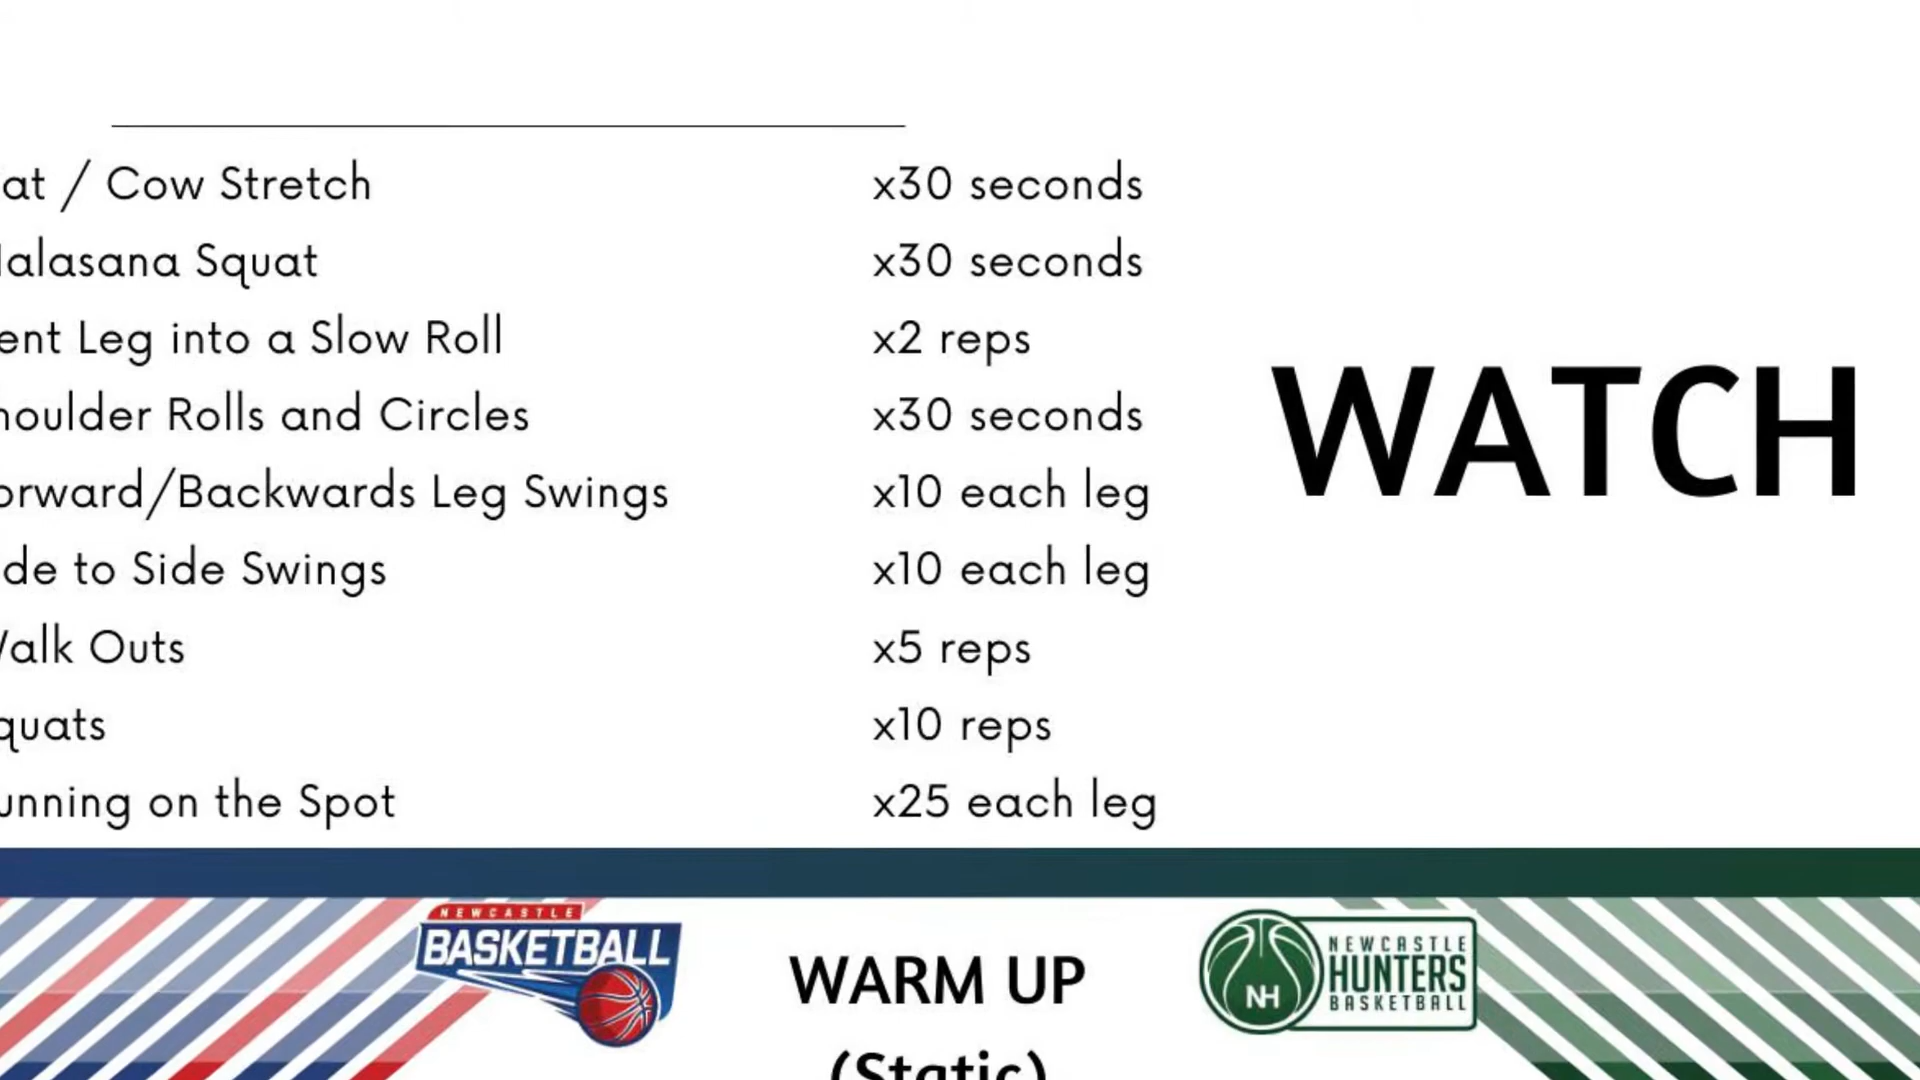 at / Cow Stretch x30 seconds
alasana Squat x30 seconds
ent Leg into a Slow Roll x2 reps
houlder Rolls and Circles x30 seconds
orward/Backwards Leg Swings x10 each leg
de to Side Swings x10 each leg
Walk Outs x5 reps
quats x10 reps
unning on the Spot x25 each leg
WATCH
NEWCASTLE
BASKETBALL
WARM UP
(Static)
NH
NEWCASTLE
HUNTERS
BASKETBALL